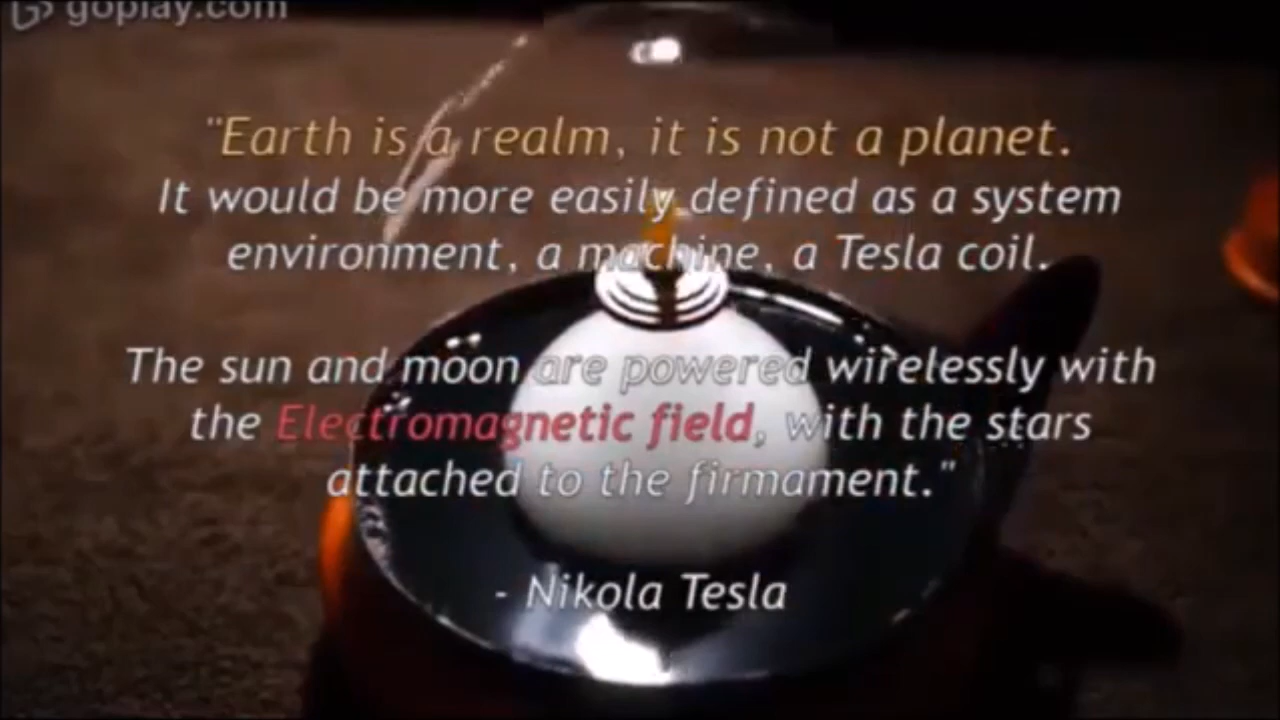 goplay.com
"Earth is a realm, it is not a planet.
It would be more easily defined as a system
environment, a machine, a Tesla coil.
The sun and moon are powered wirelessly with
the Electromagnetic field, with the stars
attached to the firmament."
- Nikola Tesla